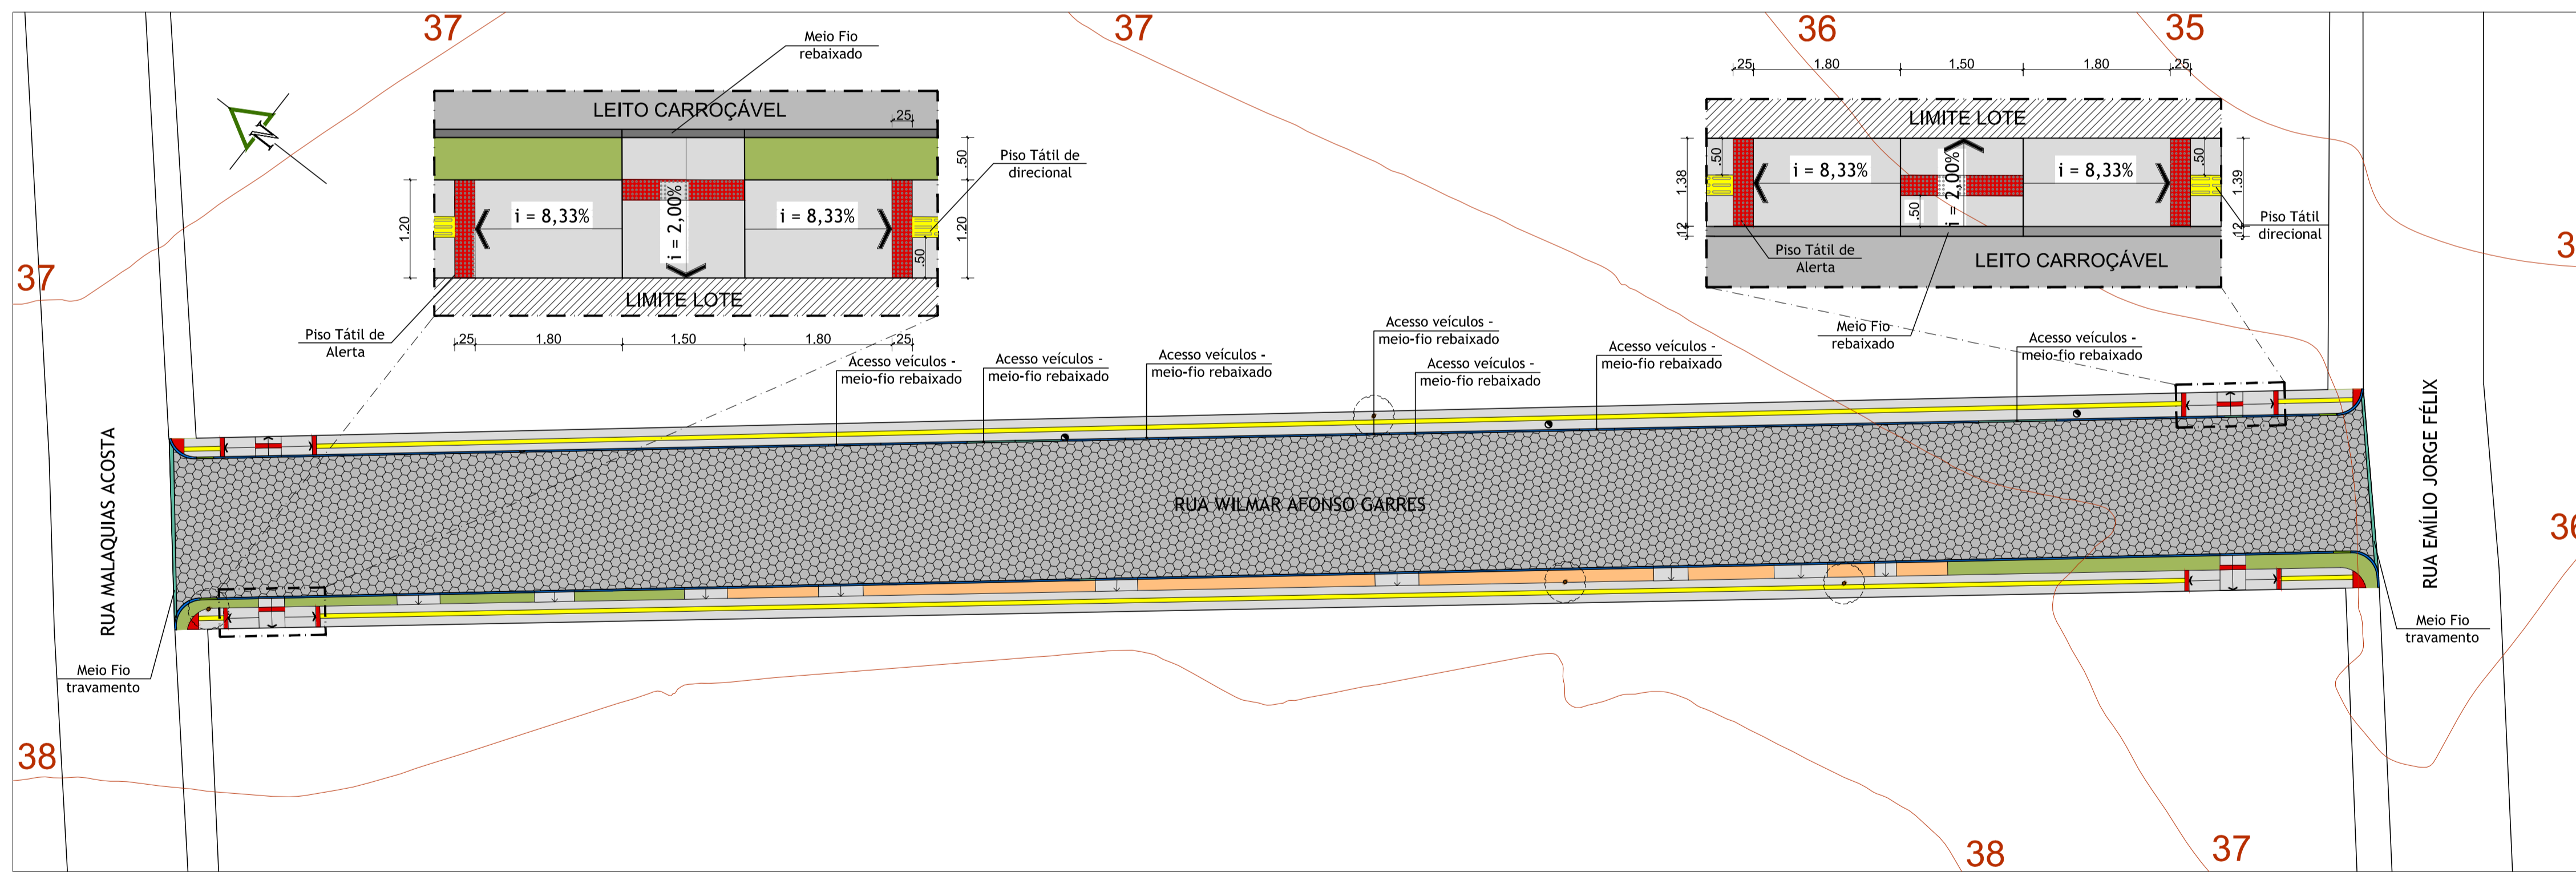 37
37
36
35
Meio Fio
rebaixado
.25
1.80
1.50
1.80
.25
LEITO CARROÇÁVEL
.25
LIMITE LOTE
N
Piso Tátil de
direcional
.50
1.20
1.20
.50
i = 8,33%
i = 2,00%
i = 8,33%
LIMITE LOTE
.50
.50
1.38
1.39
i = 8,33%
i = 2,00%
i = 8,33%
.50
.12
.12
Piso Tátil
direcional
Piso Tátil de
Alerta
LEITO CARROÇÁVEL
37
3
Piso Tátil de
Alerta
.25
1.80
1.50
1.80
.25
Meio Fio
rebaixado
Acesso veículos -
meio-fio rebaixado
Acesso veículos -
meio-fio rebaixado
Acesso veículos -
meio-fio rebaixado
Acesso veículos -
meio-fio rebaixado
Acesso veículos -
meio-fio rebaixado
Acesso veículos -
meio-fio rebaixado
Acesso veículos -
meio-fio rebaixado
RUA MALAQUIAS ACOSTA
RUA WILMAR AFONSO GARRES
RUA EMÍLIO JORGE FÉLIX
36
Meio Fio
travamento
Meio Fio
travamento
38
38
37